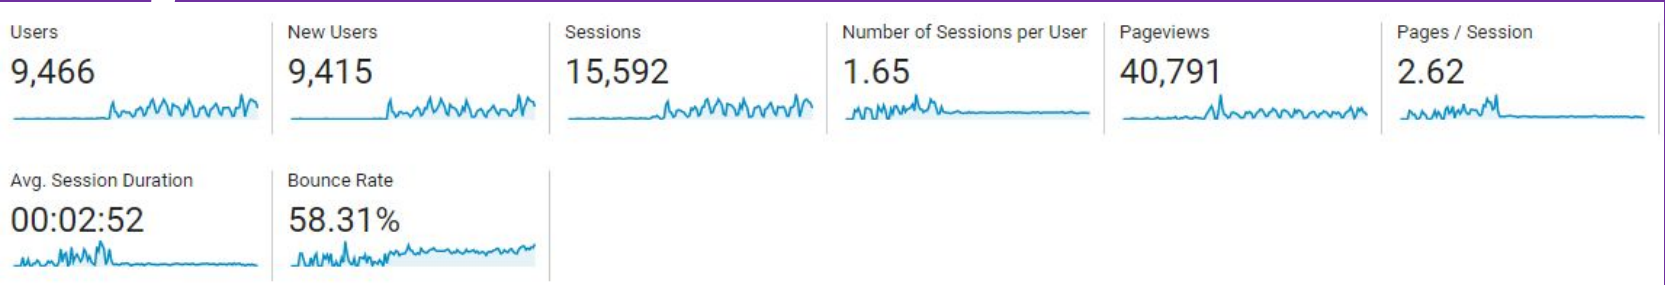 Users
9,466
New Users
9,415
Sessions
15,592
Number of Sessions per User
1.65
Pageviews
40,791
Pages / Session
2.62
Avg. Session Duration
00:02:52
Bounce Rate
58.31%